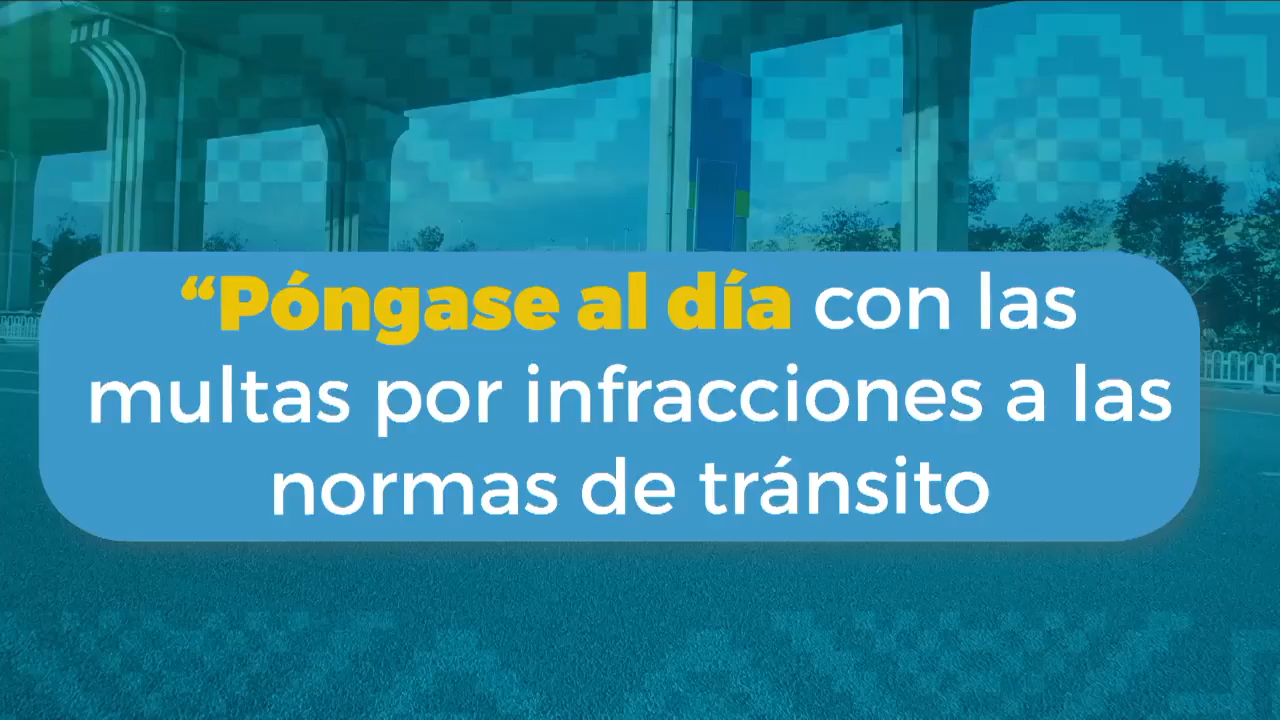 “Póngase al día con las
multas por infracciones a las
normas de tránsito